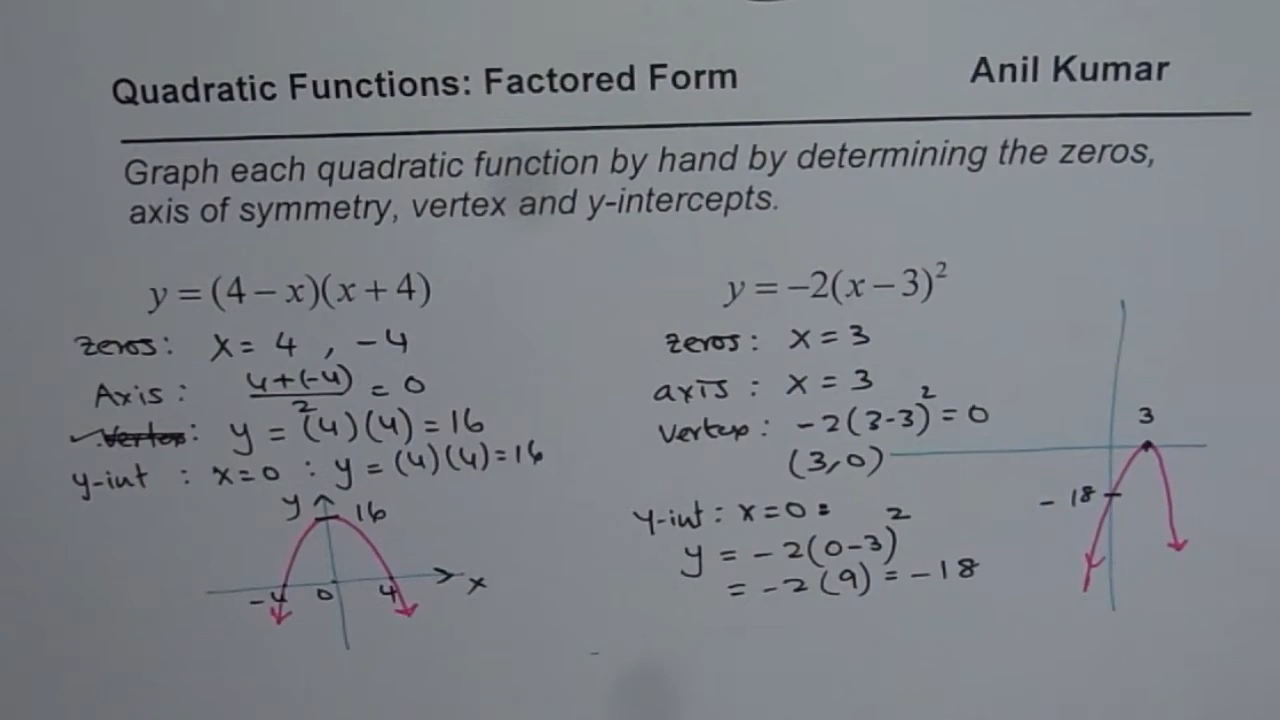 Quadratic Functions: Factored Form
Anil Kumar
Graph each quadratic function by hand by determining the zeros,
axis of symmetry, vertex and y-intercepts.
y = (4 – x)(x + 4)
zeros: x = 4 , -4
Axis: (4+(-4))/2 = 0
Vertex: y = (4)(4) = 16
y-int : x=0 : y = (4)(4)=16
y 16
-4 0 4 x
y = –2(x – 3)²
zeros: x = 3
axis : x = 3
Vertex: -2(3-3)² = 0
(3,0)
y-int: x=0:
y = -2(0-3)²
= -2(9) = -18
3
-18